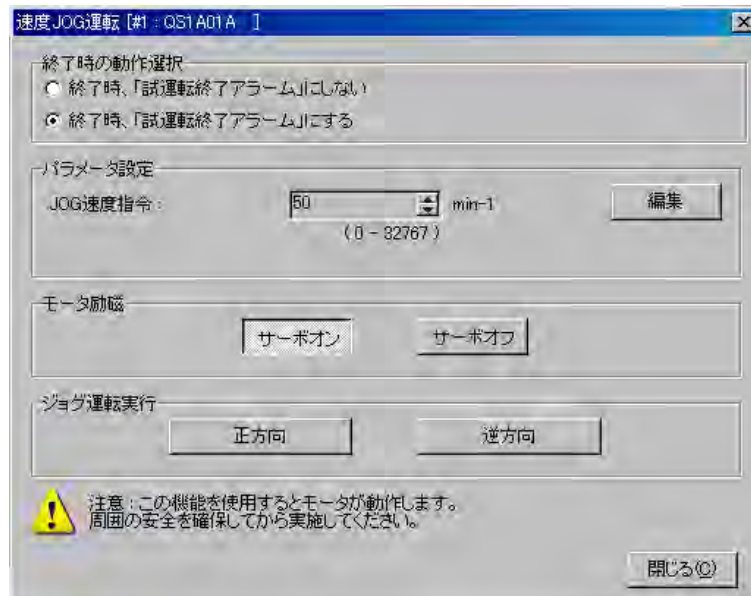 速度JOG運転 [#1 : QS1A01A ]
終了時の動作選択
終了時、「試運転終了アラーム」にしない
終了時、「試運転終了アラーム」にする
パラメータ設定
JOG速度指令 : 50 min-1 編集
( 0 - 32767 )
モータ励磁
サーボオン サーボオフ
ジョグ運転実行
正方向 逆方向
注意 : この機能を使用するとモータが動作します。
周囲の安全を確保してから実施してください。
閉じる(C)